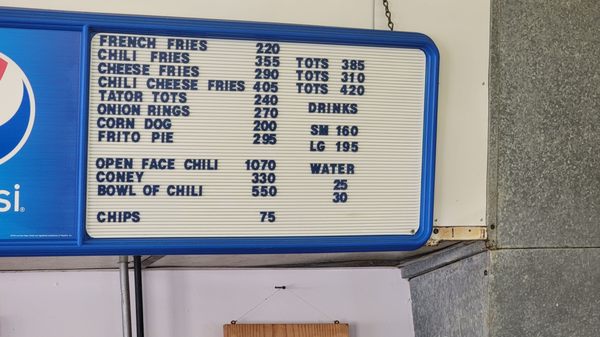 FRENCH FRIES 220
CHILI FRIES 355 TOTS 385
CHEESE FRIES 290 TOTS 310
CHILI CHEESE FRIES 405 TOTS 420
TATOR TOTS 240
ONION RINGS 270 DRINKS
CORN DOG 200
FRITO PIE 295 SM 160
LG 195
OPEN FACE CHILI 1070 WATER
CONEY 330 25
BOWL OF CHILI 550 30
CHIPS 75
si